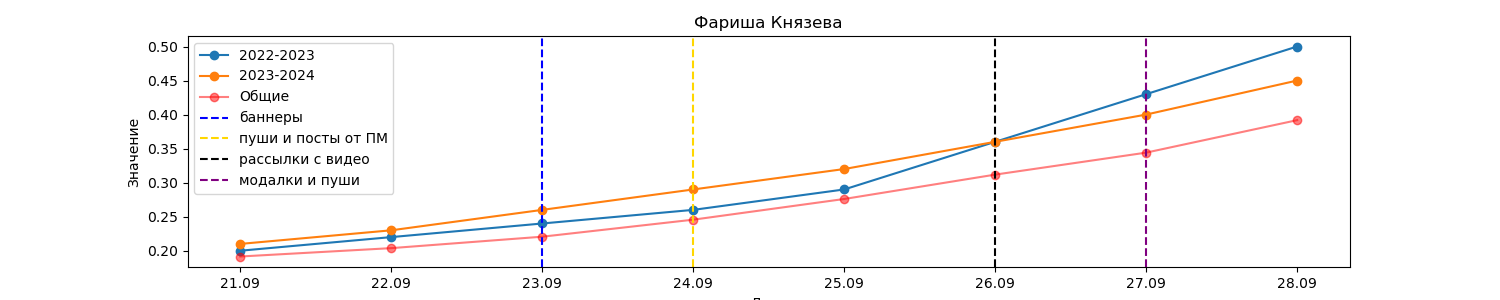 Фариша Князева
Значение
0.50
0.45
0.40
0.35
0.30
0.25
0.20
2022-2023
2023-2024
Общие
баннеры
пуши и посты от ПМ
рассылки с видео
модалки и пуши
21.09 22.09 23.09 24.09 25.09 26.09 27.09 28.09